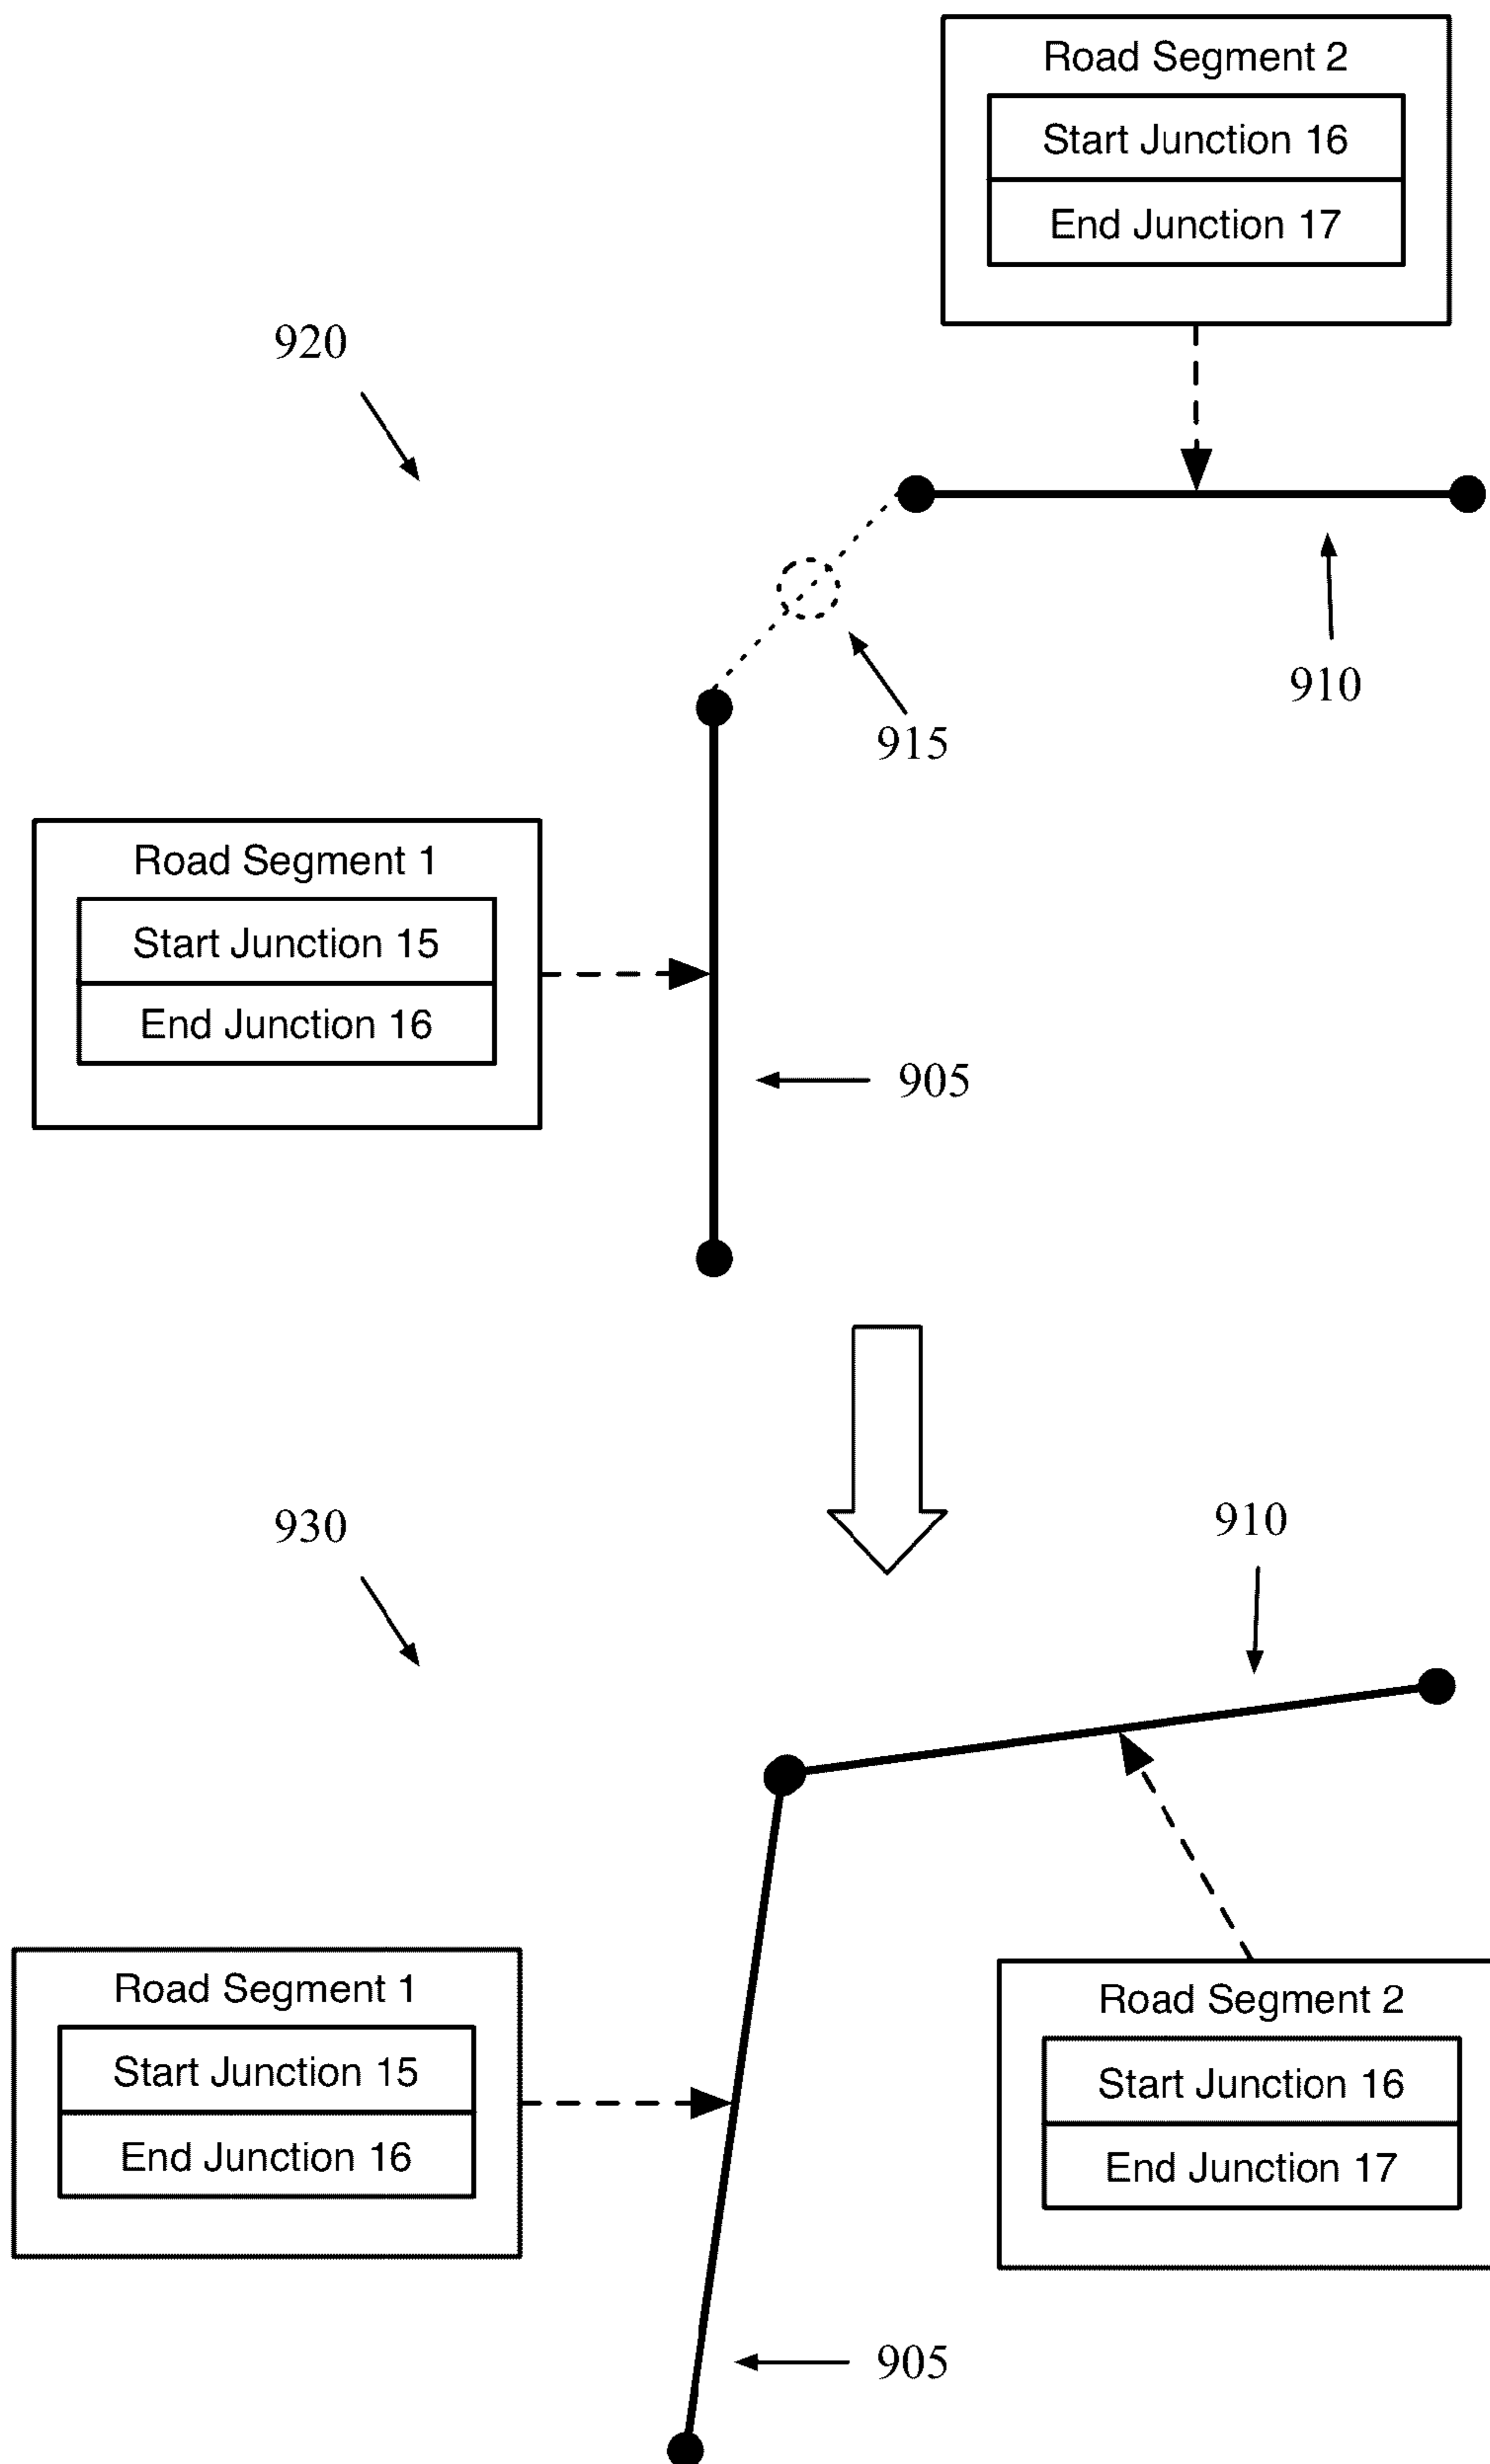 Road Segment 2
Start Junction 16
End Junction 17
920
910
915
Road Segment 1
Start Junction 15
End Junction 16
905
930
910
Road Segment 1
Start Junction 15
End Junction 16
Road Segment 2
Start Junction 16
End Junction 17
905